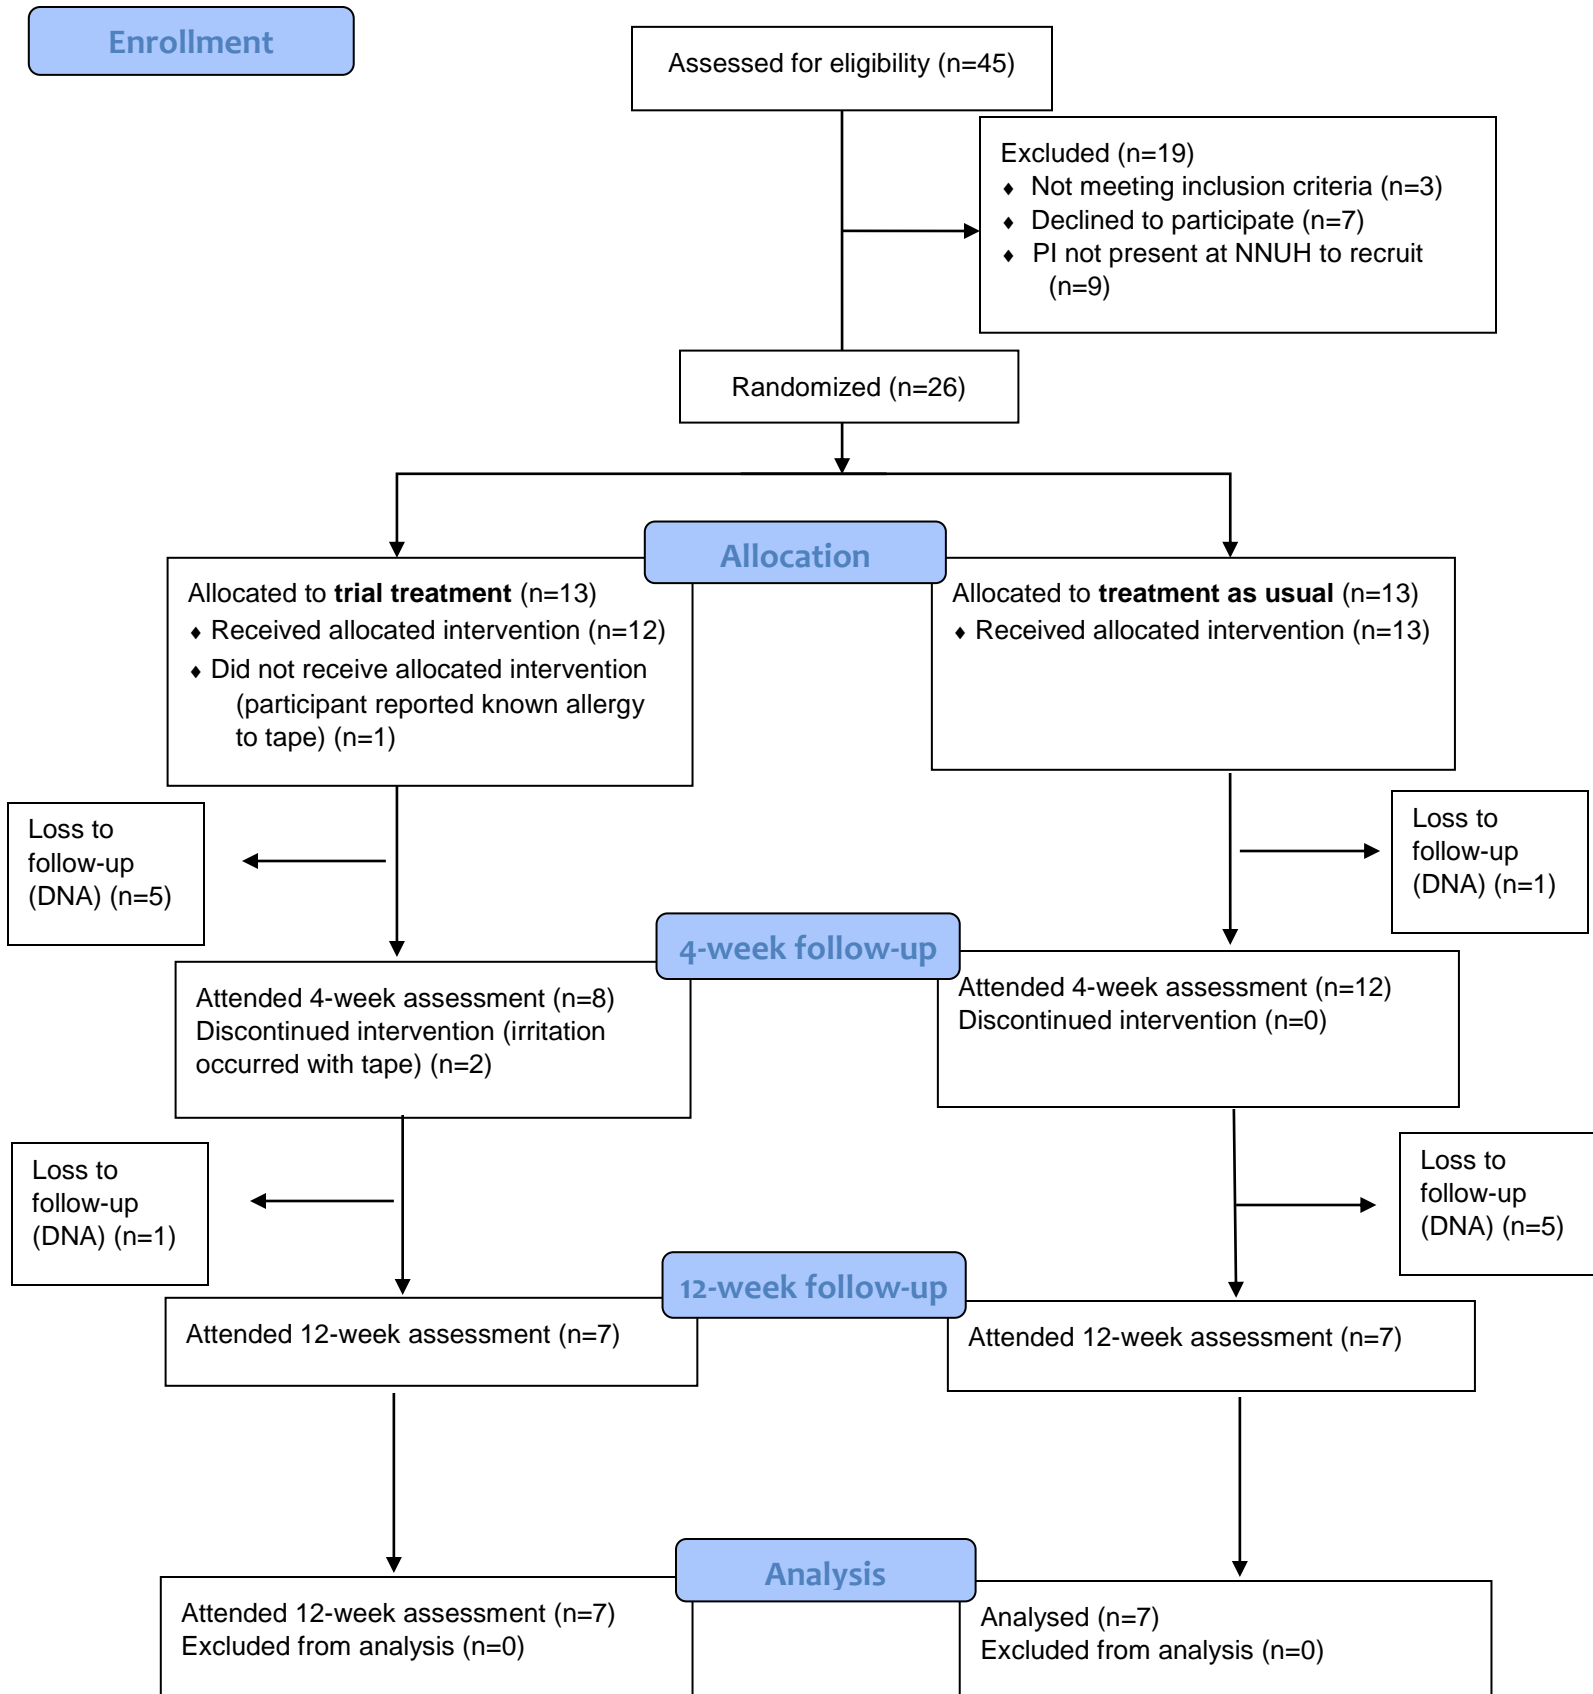 Enrollment
Assessed for eligibility (n=45)
Excluded (n=19)
♦ Not meeting inclusion criteria (n=3)
♦ Declined to participate (n=7)
♦ PI not present at NNUH to recruit
(n=9)
Randomized (n=26)
Allocation
Allocated to trial treatment (n=13)
♦ Received allocated intervention (n=12)
♦ Did not receive allocated intervention
(participant reported known allergy
to tape) (n=1)
Allocated to treatment as usual (n=13)
♦ Received allocated intervention (n=13)
Loss to
follow-up
(DNA) (n=5)
Loss to
follow-up
(DNA) (n=1)
4-week follow-up
Attended 4-week assessment (n=8)
Discontinued intervention (irritation
occurred with tape) (n=2)
Attended 4-week assessment (n=12)
Discontinued intervention (n=0)
Loss to
follow-up
(DNA) (n=1)
Loss to
follow-up
(DNA) (n=5)
12-week follow-up
Attended 12-week assessment (n=7)
Attended 12-week assessment (n=7)
Analysis
Attended 12-week assessment (n=7)
Excluded from analysis (n=0)
Analysed (n=7)
Excluded from analysis (n=0)